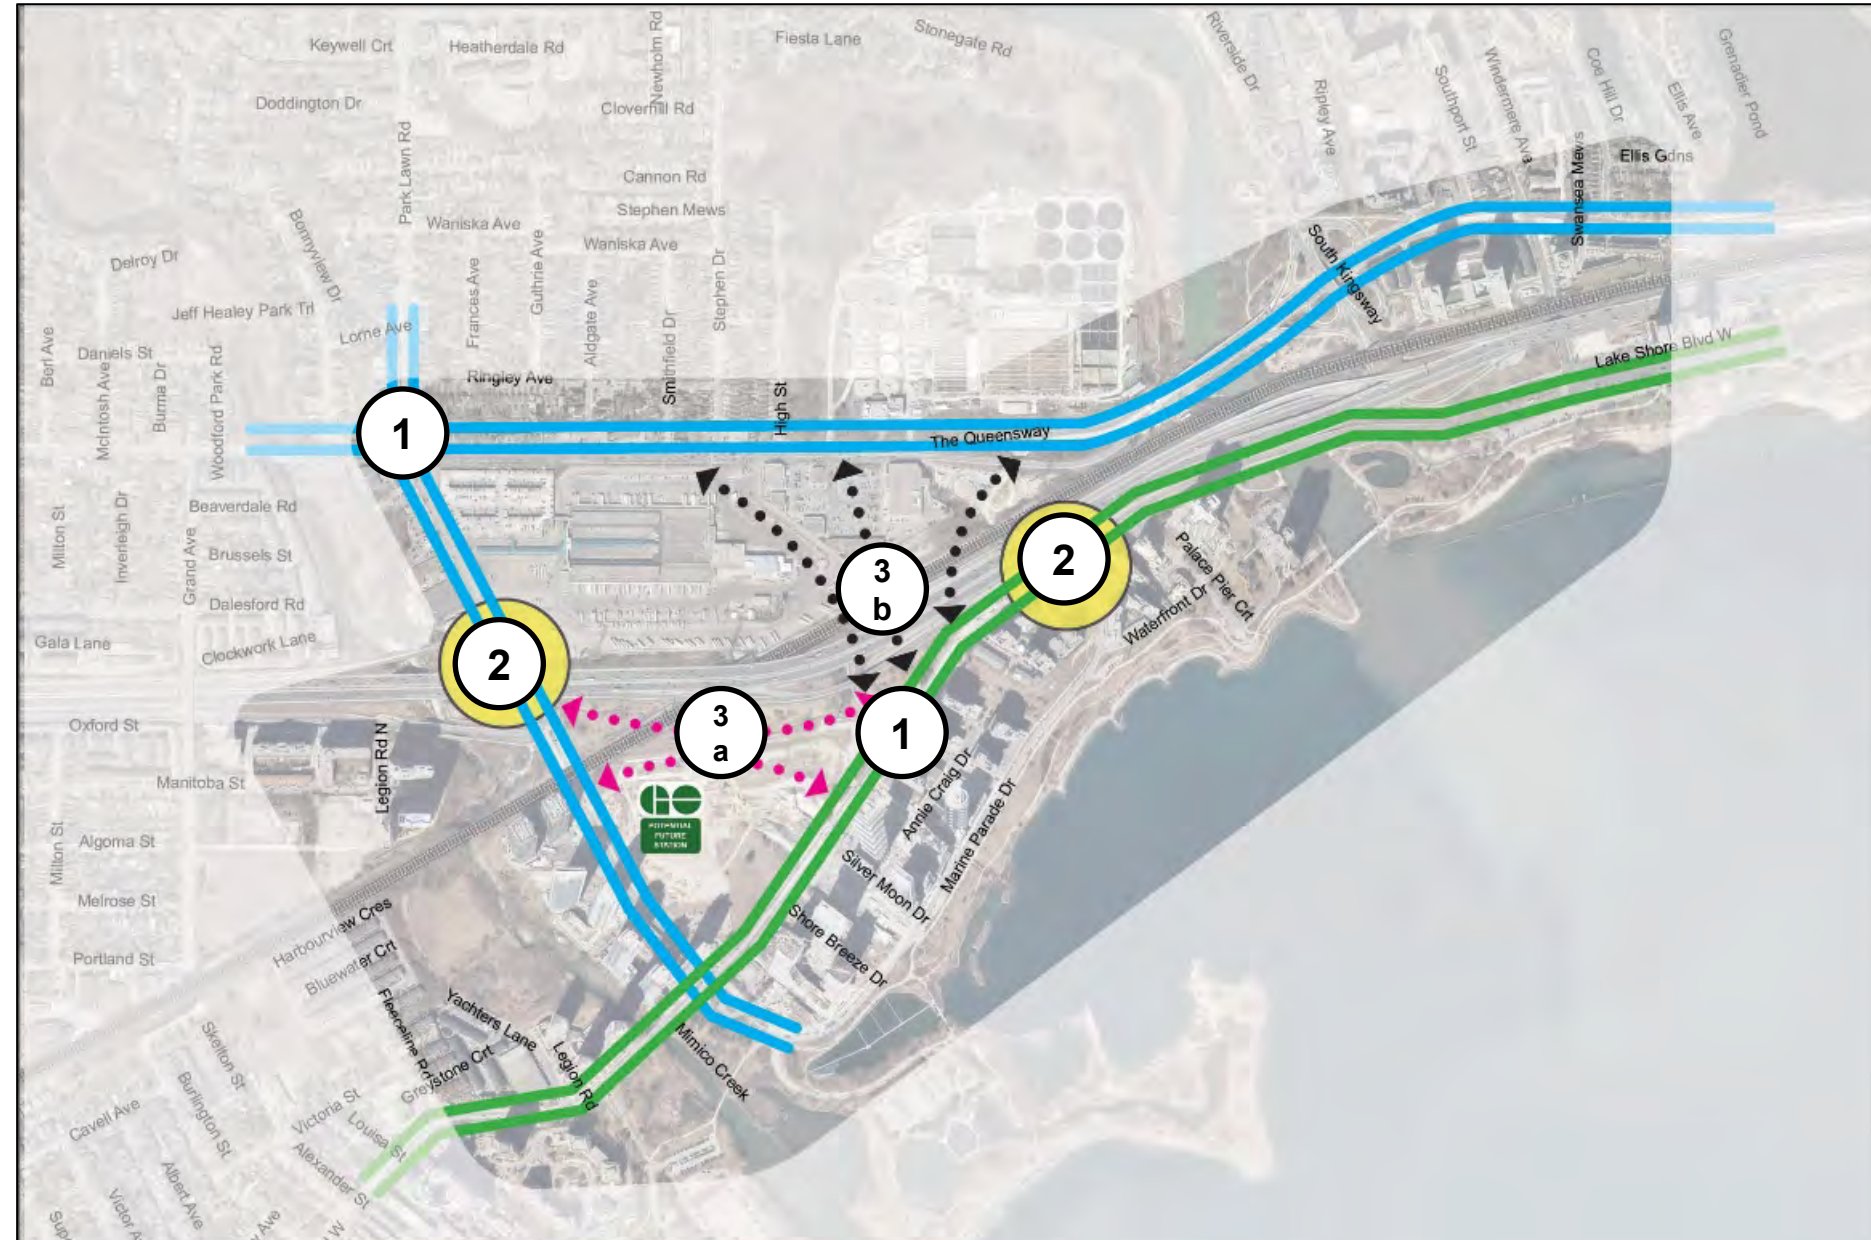 Keywell Crt
Heatherdale Rd
Newholm Rd
Fiesta Lane
Stonegate Rd
Riverside Dr
Ripley Ave
Southport St
Windermere Ave
Coe Hill Dr
Ellis Ave
Grenadier Pond
Doddington Dr
Cloverhill Rd
Park Lawn Rd
Cannon Rd
Stephen Mews
Waniska Ave
Waniska Ave
Swansea Mews
Ellis Gdns
Bonnyview Dr
Delroy Dr
Frances Ave
Guthrie Ave
Aldgate Ave
Smithfield Dr
Stephen Dr
South Kingsway
Jeff Healey Park Trl
Lorne Ave
Berl Ave
Daniels St
McIntosh Ave
Burma Dr
Woodford Park Rd
Ringley Ave
High St
Lake Shore Blvd W
1
The Queensway
Milton St
Inverleigh Dr
Beaverdale Rd
Grand Ave
Brussels St
Dalesford Rd
Gala Lane
Clockwork Lane
2
3
b
2
Palace Pier Crt
Waterfront Dr
Oxford St
Manitoba St
Legion Rd N
3
a
1
GO
POTENTIAL
FUTURE
STATION
Annie Craig Dr
Marine Parade Dr
Silver Moon Dr
Shore Breeze Dr
Milton St
Algoma St
Melrose St
Portland St
Harbourview Cres
Bluewater Crt
Fleeceline Rd
Yachters Lane
Greystone Crt
Legion Rd
Mimico Creek
Skelton St
Burlington St
Cavell Ave
Victoria St
Louisa St
Alexander St
Albert Ave
Victor A
Sup
Ave
W